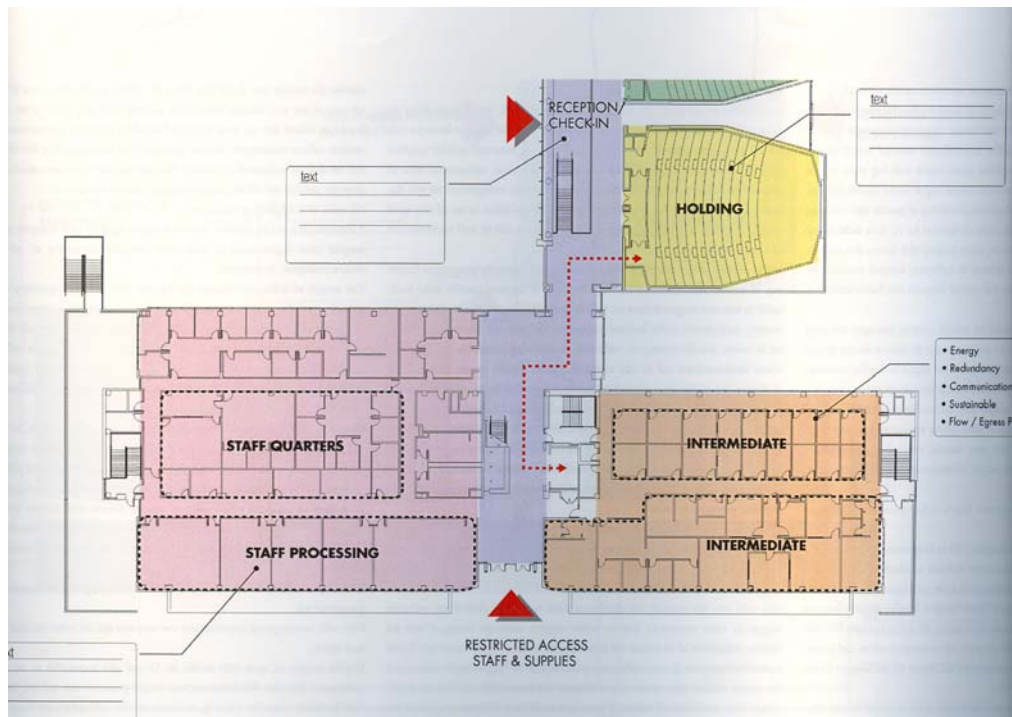 RECEPTION/
CHECK-IN
text
text
HOLDING
• Energy
• Redundancy
• Communication
• Sustainable
• Flow / Egress P
STAFF QUARTERS
INTERMEDIATE
STAFF PROCESSING
INTERMEDIATE
RESTRICTED ACCESS
STAFF & SUPPLIES